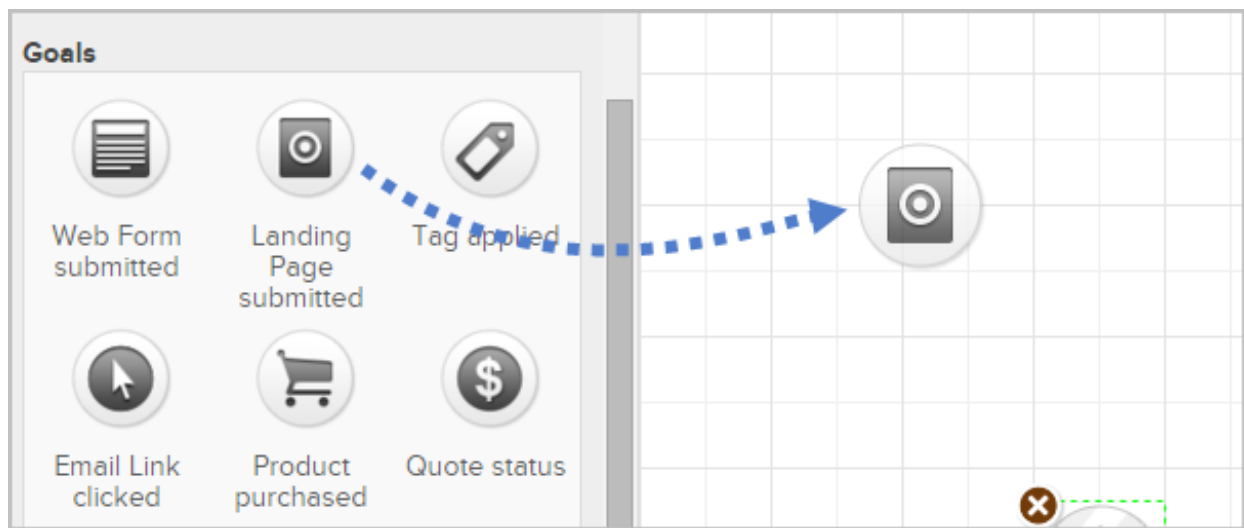 Goals
Web Form
submitted
Landing
Page
submitted
Tag applied
Email Link
clicked
Product
purchased
Quote status